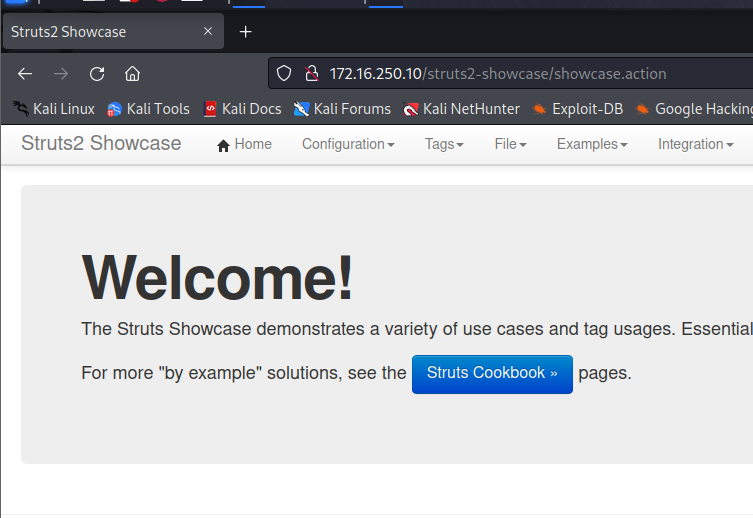 Struts2 Showcase
172.16.250.10/struts2-showcase/showcase.action
Kali Linux Kali Tools Kali Docs Kali Forums Kali NetHunter Exploit-DB Google Hacking
Struts2 Showcase Home Configuration Tags File Examples Integration
Welcome!
The Struts Showcase demonstrates a variety of use cases and tag usages. Essential
For more "by example" solutions, see the Struts Cookbook » pages.